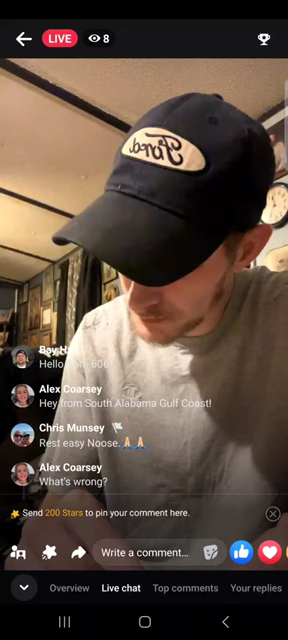 LIVE
8
Ford
Hello from 606
Alex Coarsey
Hey from South Alabama Gulf Coast!
Chris Munsey
Rest easy Noose.🙏🏻🙏🏻
Alex Coarsey
What's wrong?
Send 200 Stars to pin your comment here.
Write a comment…
Overview Live chat Top comments Your replies